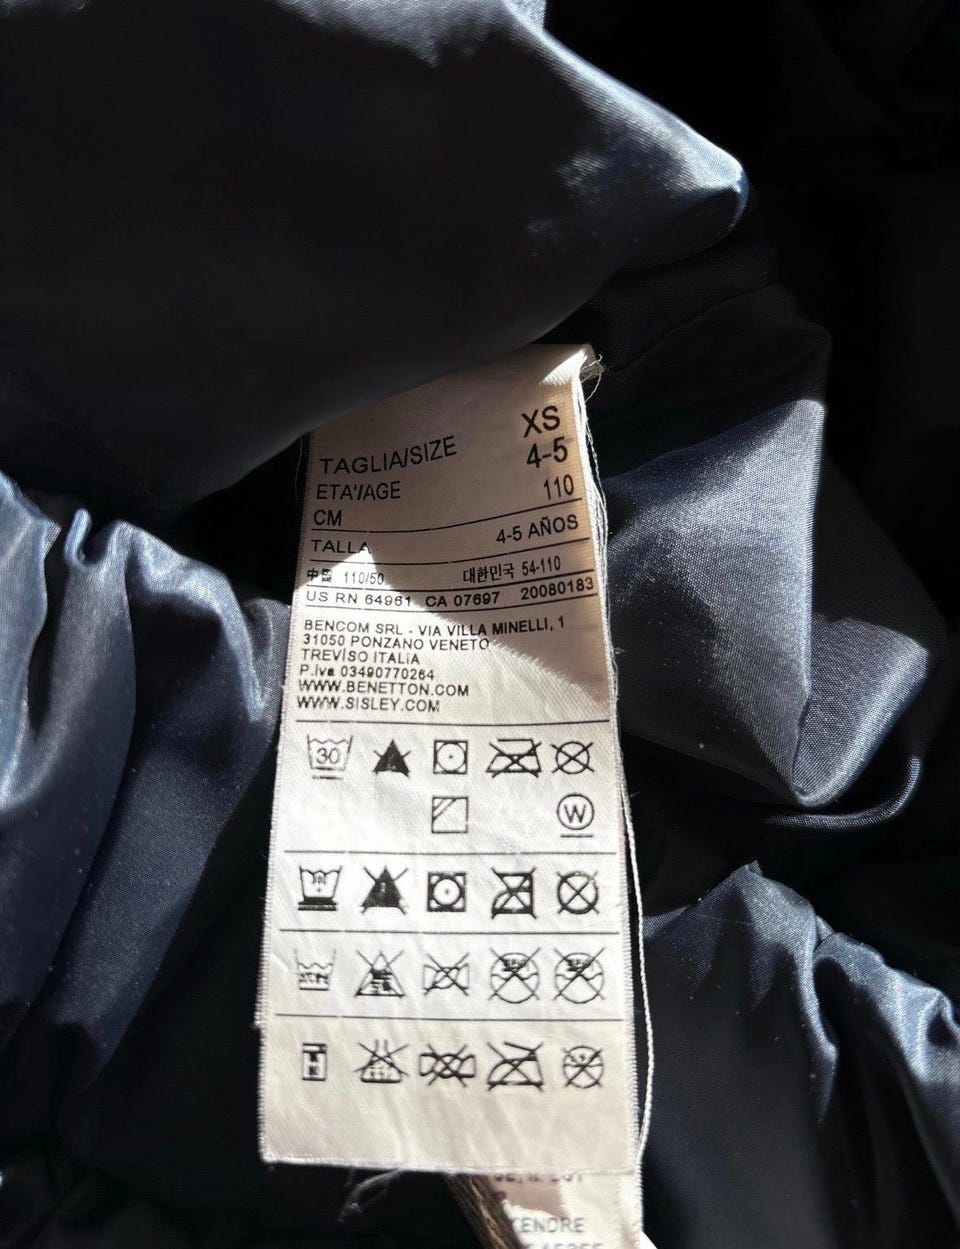 XS
TAGLIA/SIZE 4-5
ETA'/AGE 110
CM
TALLA 4-5 AÑOS
中国 110/50 대한민국 54-110
US RN 64961 CA 07697 20080183
BENCOM SRL - VIA VILLA MINELLI, 1
31050 PONZANO VENETO
TREVISO ITALIA
P.Iva 03490770264
WWW.BENETTON.COM
WWW.SISLEY.COM
30
W